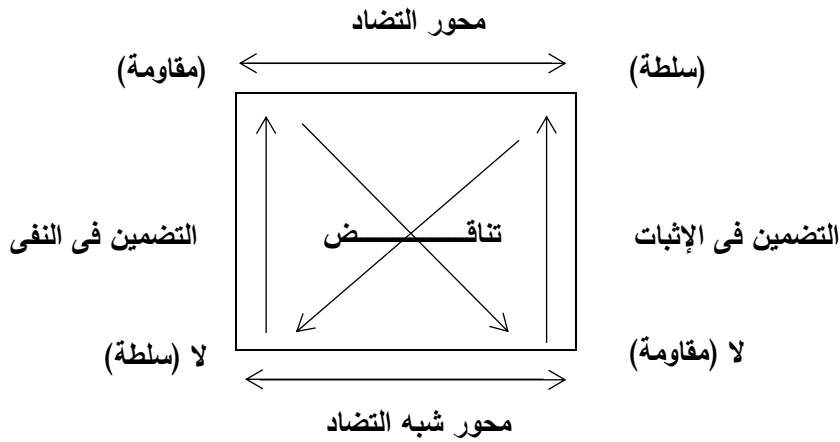 محور التضاد
(سلطة)
(مقاومة)
التضمين فى الإثبات
تناقـــــــــض
التضمين فى النفى
لا (مقاومة)
لا (سلطة)
محور شبه التضاد